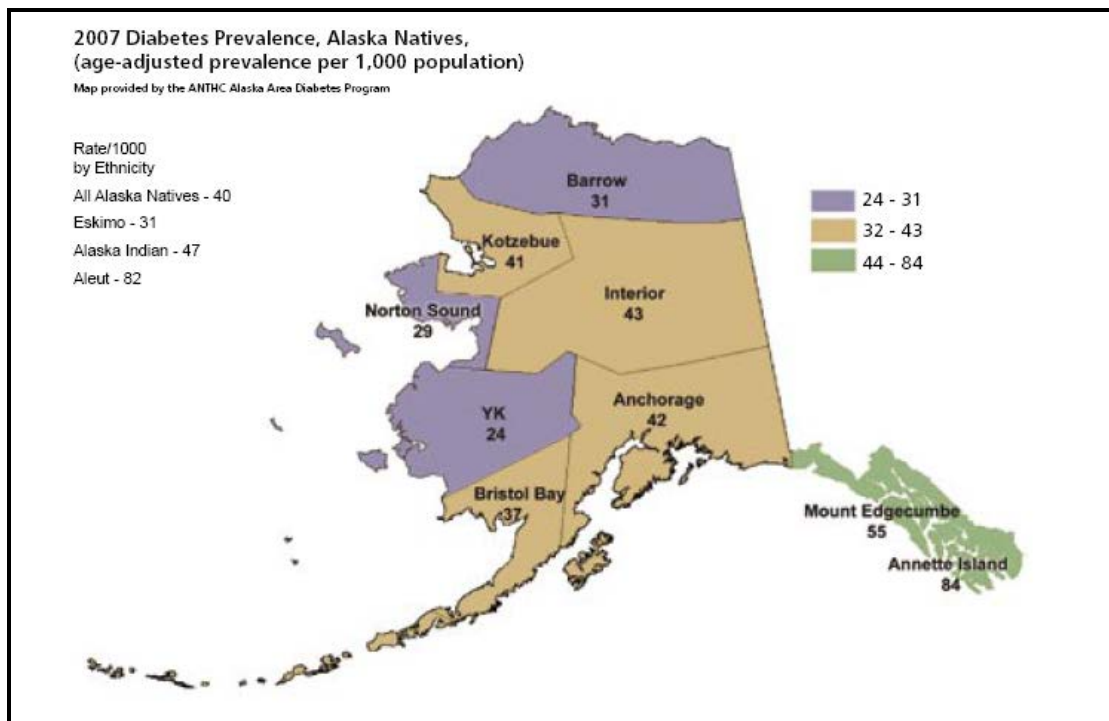 2007 Diabetes Prevalence, Alaska Natives,
(age-adjusted prevalence per 1,000 population)
Map provided by the ANTHC Alaska Area Diabetes Program
Rate/1000
by Ethnicity
All Alaska Natives - 40
Eskimo - 31
Alaska Indian - 47
Aleut - 82
24 - 31
32 - 43
44 - 84
Barrow
31
Kotzebue
41
Interior
43
Norton Sound
29
YK
24
Anchorage
42
Bristol Bay
37
Mount Edgecumbe
55
Annette Island
84